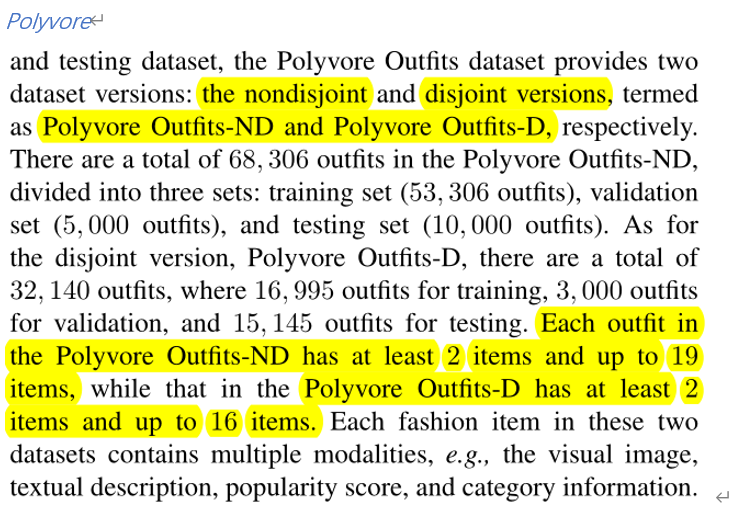 Polyvore
and testing dataset, the Polyvore Outfits dataset provides two
dataset versions: the nondisjoint and disjoint versions, termed
as Polyvore Outfits-ND and Polyvore Outfits-D, respectively.
There are a total of 68, 306 outfits in the Polyvore Outfits-ND,
divided into three sets: training set (53, 306 outfits), validation
set (5, 000 outfits), and testing set (10, 000 outfits). As for
the disjoint version, Polyvore Outfits-D, there are a total of
32, 140 outfits, where 16, 995 outfits for training, 3, 000 outfits
for validation, and 15, 145 outfits for testing. Each outfit in
the Polyvore Outfits-ND has at least 2 items and up to 19
items, while that in the Polyvore Outfits-D has at least 2
items and up to 16 items. Each fashion item in these two
datasets contains multiple modalities, e.g., the visual image,
textual description, popularity score, and category information.